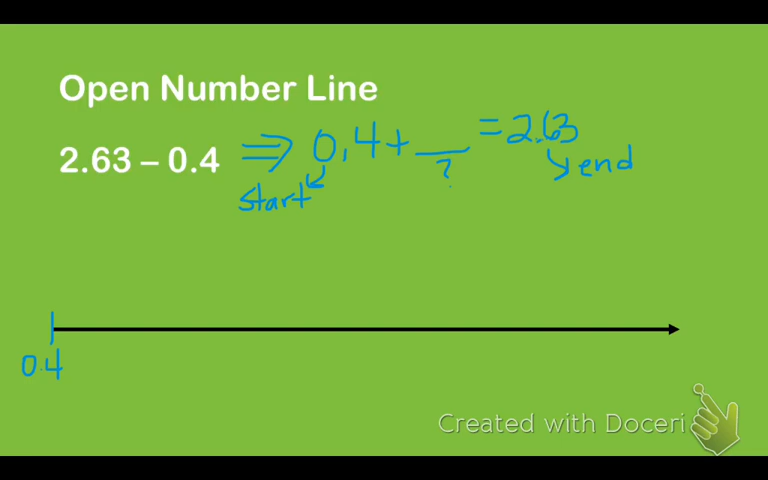 Open Number Line
2.63 – 0.4 ⇒ 0.4 + ___ = 2.63
?
start
end
0.4
Created with Doceri